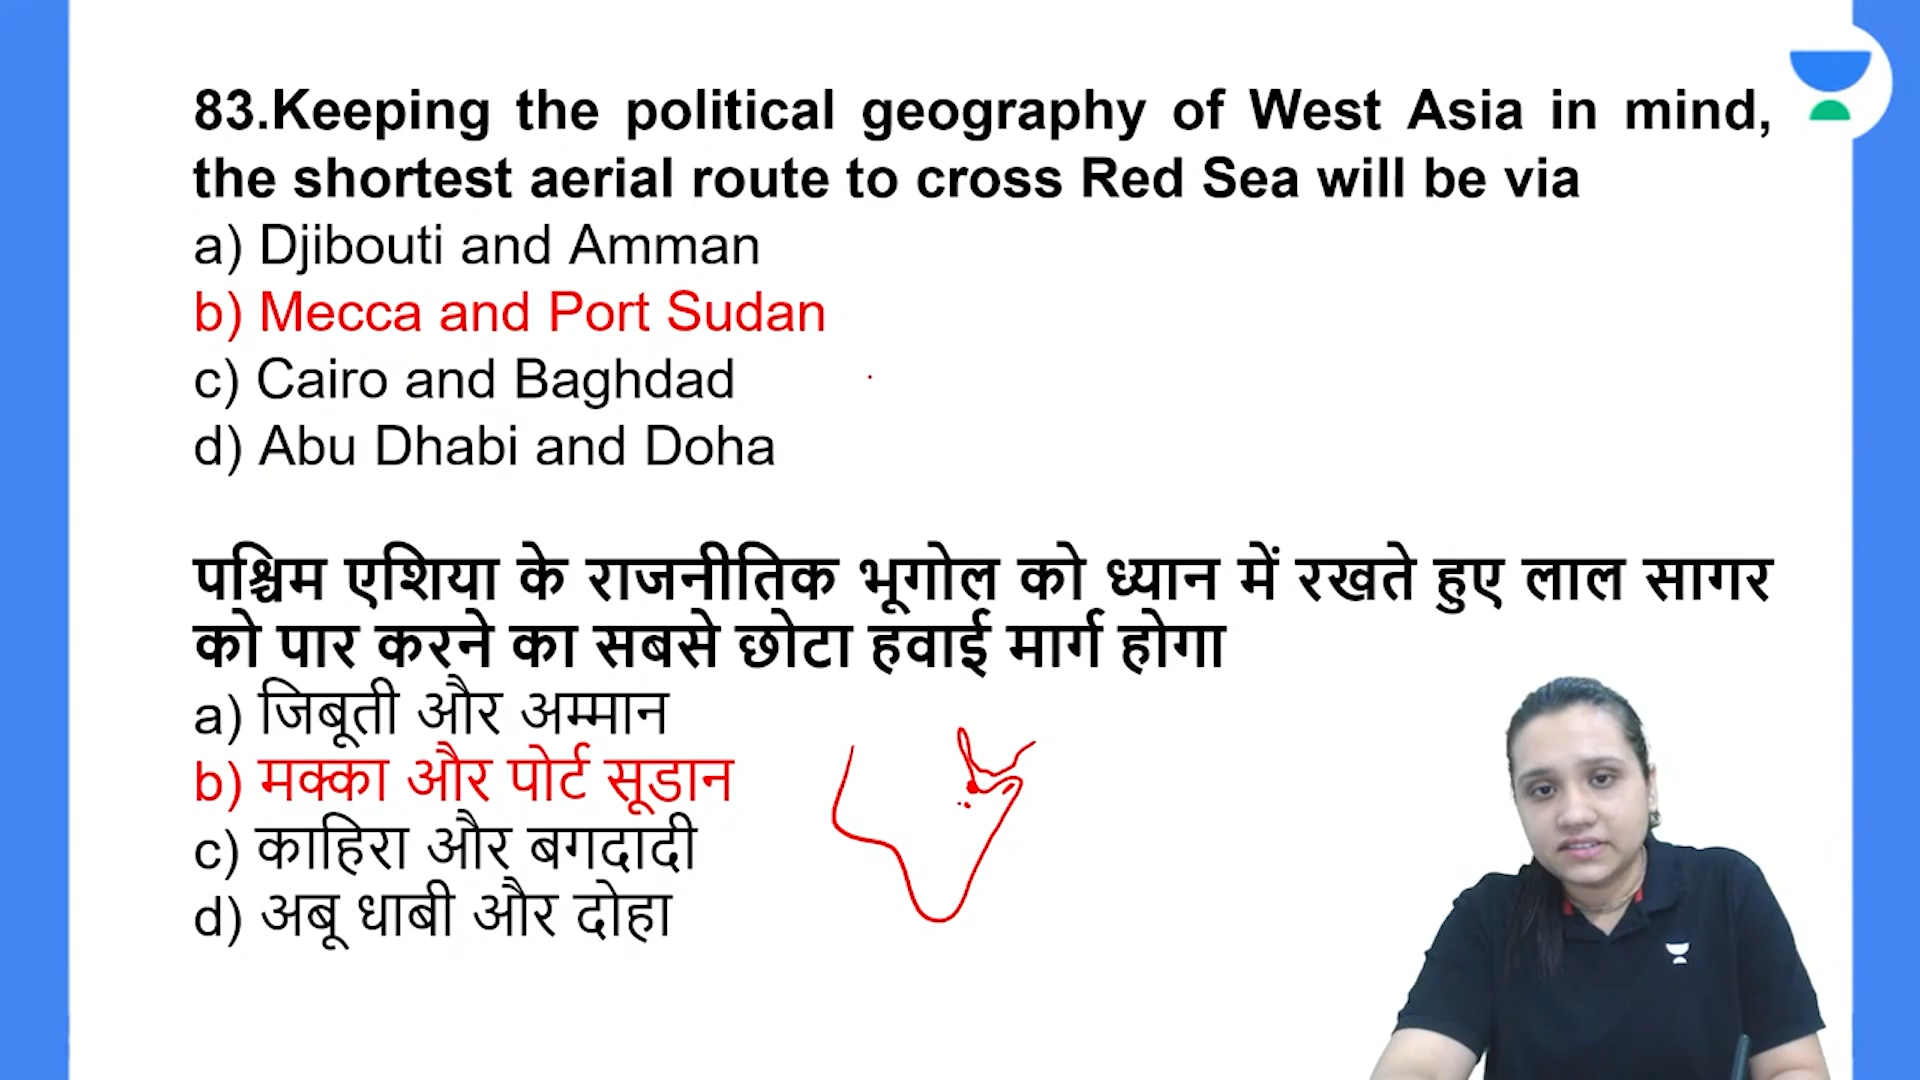 83.Keeping the political geography of West Asia in mind,
the shortest aerial route to cross Red Sea will be via
a) Djibouti and Amman
b) Mecca and Port Sudan
c) Cairo and Baghdad
d) Abu Dhabi and Doha
पश्चिम एशिया के राजनीतिक भूगोल को ध्यान में रखते हुए लाल सागर
को पार करने का सबसे छोटा हवाई मार्ग होगा
a) जिबूती और अम्मान
b) मक्का और पोर्ट सूडान
c) काहिरा और बगदादी
d) अबू धाबी और दोहा